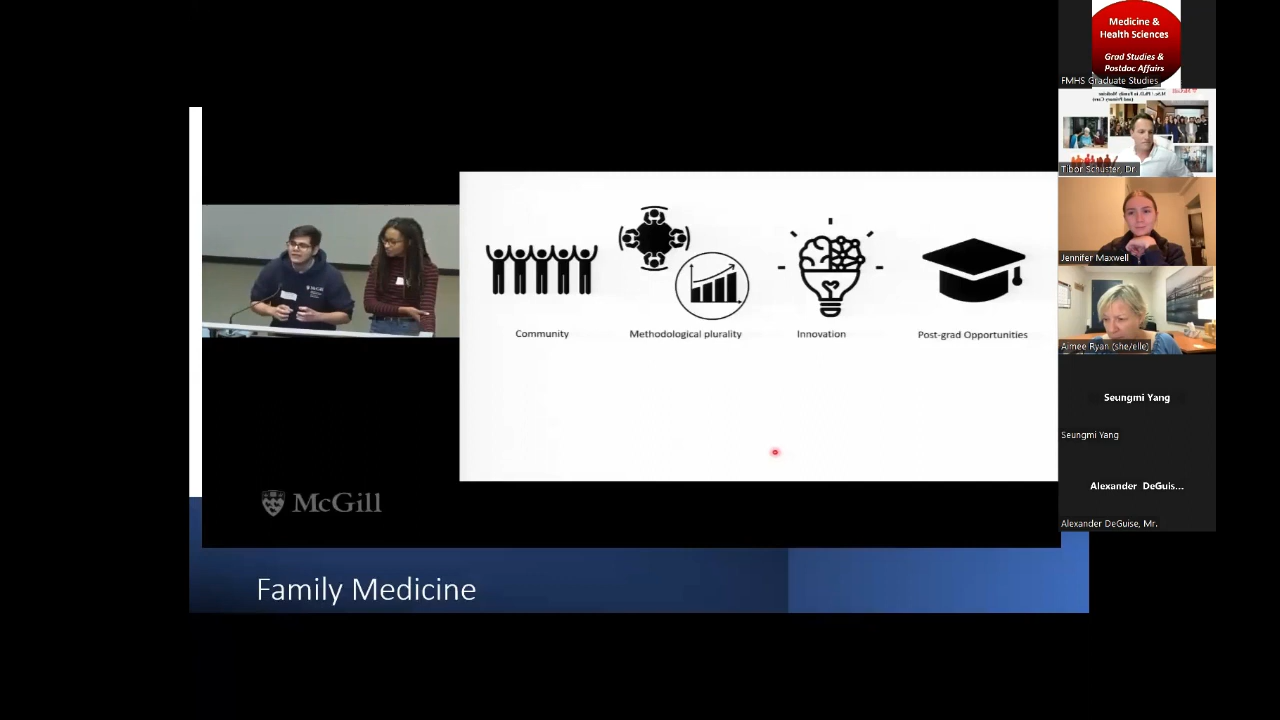 Medicine &
Health Sciences
Grad Studies &
Postdoc Affairs
FMHS Graduate Studies
Tibor Schuster, Dr
Jennifer Maxwell
Aimee Ryan (she/elle)
Seungmi Yang
Seungmi Yang
Alexander DeGuis...
Alexander DeGuise, Mr.
Community
Methodological plurality
Innovation
Post-grad Opportunities
McGill
Family Medicine